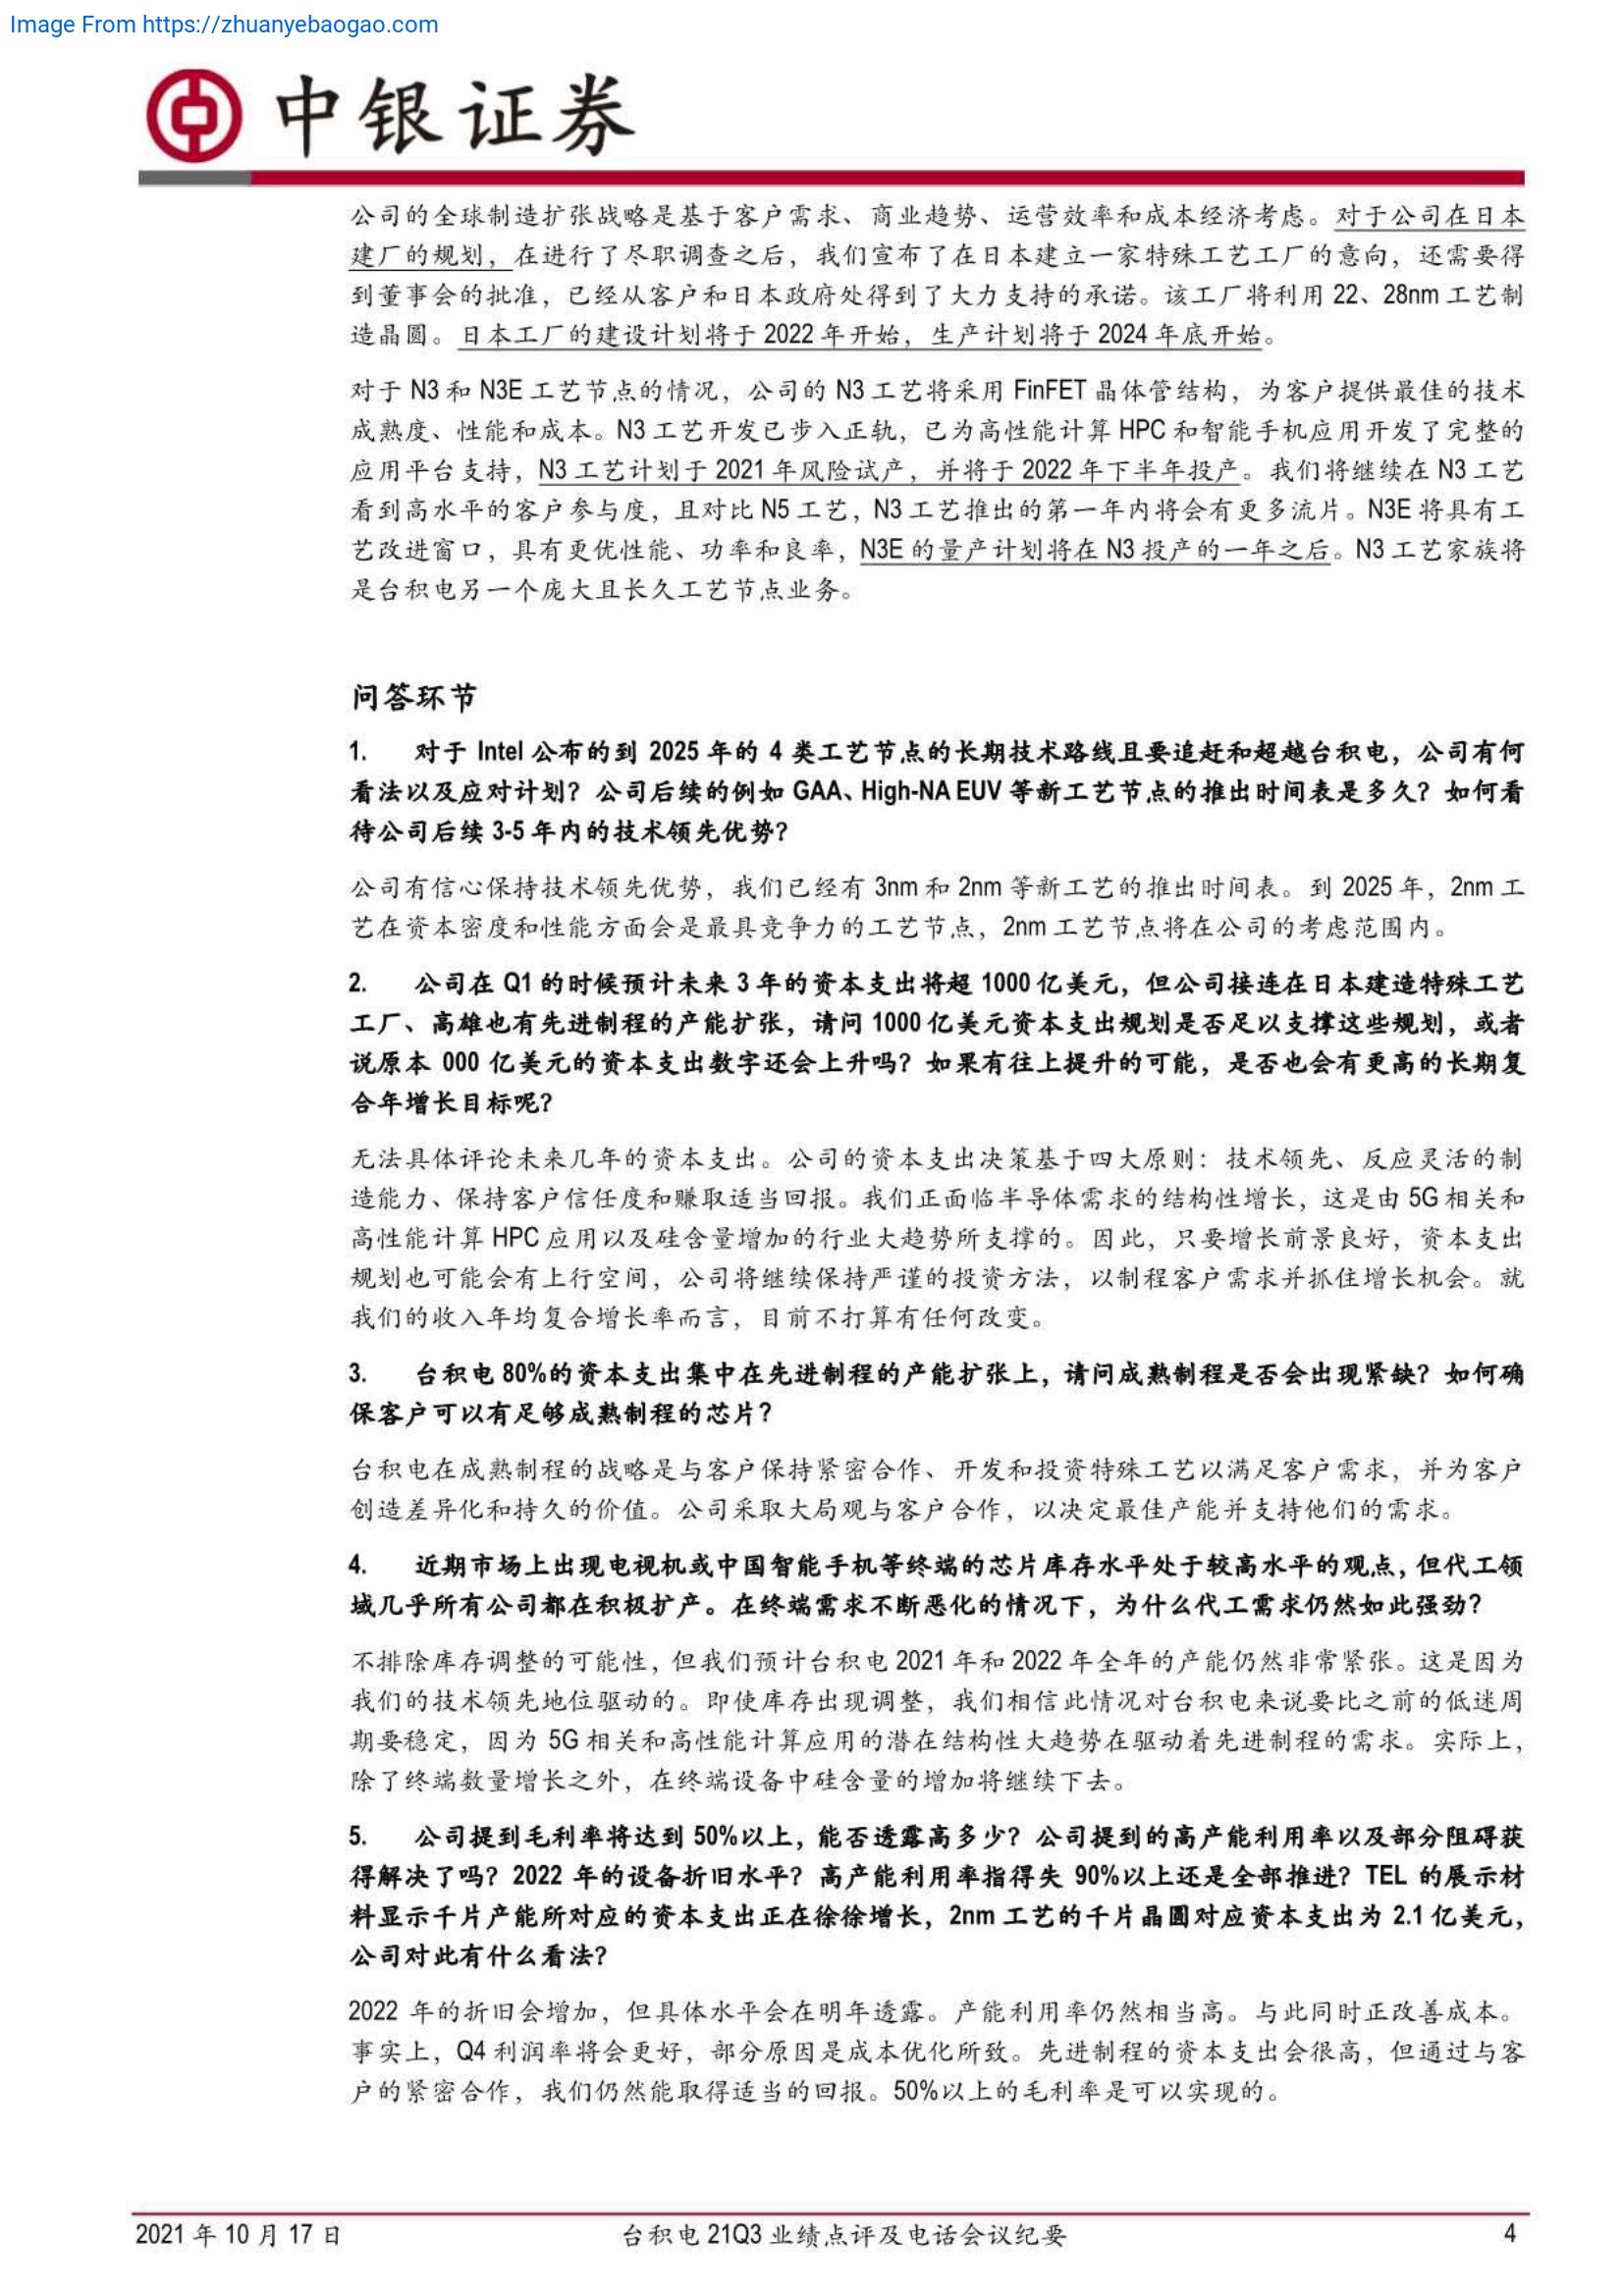 Image From https://zhuanyebaogao.com
中银证券
公司的全球制造扩张战略是基于客户需求、商业趋势、运营效率和成本经济考虑。对于公司在日本
建厂的规划，在进行了尽职调查之后，我们宣布了在日本建立一家特殊工艺工厂的意向，还需要得
到董事会的批准，已经从客户和日本政府处得到了大力支持的承诺。该工厂将利用 22、28nm 工艺制
造晶圆。日本工厂的建设计划将于 2022 年开始，生产计划将于 2024 年底开始。
对于 N3 和 N3E 工艺节点的情况，公司的 N3 工艺将采用 FinFET 晶体管结构，为客户提供最佳的技术
成熟度、性能和成本。N3 工艺开发已步入正轨，已为高性能计算 HPC 和智能手机应用开发了完整的
应用平台支持，N3 工艺计划于 2021 年风险试产，并将于 2022 年下半年投产。我们将继续在 N3 工艺
看到高水平的客户参与度，且对比 N5 工艺，N3 工艺推出的第一年内将会有更多流片。N3E 将具有工
艺改进窗口，具有更优性能、功率和良率，N3E 的量产计划将在 N3 投产的一年之后。N3 工艺家族将
是台积电另一个庞大且长久工艺节点业务。
问答环节
1. 对于 Intel 公布的到 2025 年的 4 类工艺节点的长期技术路线且要追赶和超越台积电，公司有何
看法以及应对计划？公司后续的例如 GAA、High-NA EUV 等新工艺节点的推出时间表是多久？如何看
待公司后续 3-5 年内的技术领先优势？
公司有信心保持技术领先优势，我们已经有 3nm 和 2nm 等新工艺的推出时间表。到 2025 年，2nm 工
艺在资本密度和性能方面会是最具竞争力的工艺节点，2nm 工艺节点将在公司的考虑范围内。
2. 公司在 Q1 的时候预计未来 3 年的资本支出将超 1000 亿美元，但公司接连在日本建造特殊工艺
工厂、高雄也有先进制程的产能扩张，请问 1000 亿美元资本支出规划是否足以支撑这些规划，或者
说原本 000 亿美元的资本支出数字还会上升吗？如果有往上提升的可能，是否也会有更高的长期复
合年增长目标呢？
无法具体评论未来几年的资本支出。公司的资本支出决策基于四大原则：技术领先、反应灵活的制
造能力、保持客户信任度和赚取适当回报。我们正面临半导体需求的结构性增长，这是由 5G 相关和
高性能计算 HPC 应用以及硅含量增加的行业大趋势所支撑的。因此，只要增长前景良好，资本支出
规划也可能会有上行空间，公司将继续保持严谨的投资方法，以制程客户需求并抓住增长机会。就
我们的收入年均复合增长率而言，目前不打算有任何改变。
3. 台积电 80%的资本支出集中在先进制程的产能扩张上，请问成熟制程是否会出现紧缺？如何确
保客户可以有足够成熟制程的芯片？
台积电在成熟制程的战略是与客户保持紧密合作、开发和投资特殊工艺以满足客户需求，并为客户
创造差异化和持久的价值。公司采取大局观与客户合作，以决定最佳产能并支持他们的需求。
4. 近期市场上出现电视机或中国智能手机等终端的芯片库存水平处于较高水平的观点，但代工领
域几乎所有公司都在积极扩产。在终端需求不断恶化的情况下，为什么代工需求仍然如此强劲？
不排除库存调整的可能性，但我们预计台积电 2021 年和 2022 年全年的产能仍然非常紧张。这是因为
我们的技术领先地位驱动的。即使库存出现调整，我们相信此情况对台积电来说要比之前的低迷周
期要稳定，因为 5G 相关和高性能计算应用的潜在结构性大趋势在驱动着先进制程的需求。实际上，
除了终端数量增长之外，在终端设备中硅含量的增加将继续下去。
5. 公司提到毛利率将达到 50%以上，能否透露高多少？公司提到的高产能利用率以及部分阻碍获
得解决了吗？2022 年的设备折旧水平？高产能利用率指得失 90%以上还是全部推进？TEL 的展示材
料显示千片产能所对应的资本支出正在徐徐增长，2nm 工艺的千片晶圆对应资本支出为 2.1 亿美元，
公司对此有什么看法？
2022 年的折旧会增加，但具体水平会在明年透露。产能利用率仍然相当高。与此同时正改善成本。
事实上，Q4 利润率将会更好，部分原因是成本优化所致。先进制程的资本支出会很高，但通过与客
户的紧密合作，我们仍然能取得适当的回报。50%以上的毛利率是可以实现的。
2021 年 10 月 17 日 台积电 21Q3 业绩点评及电话会议纪要 4